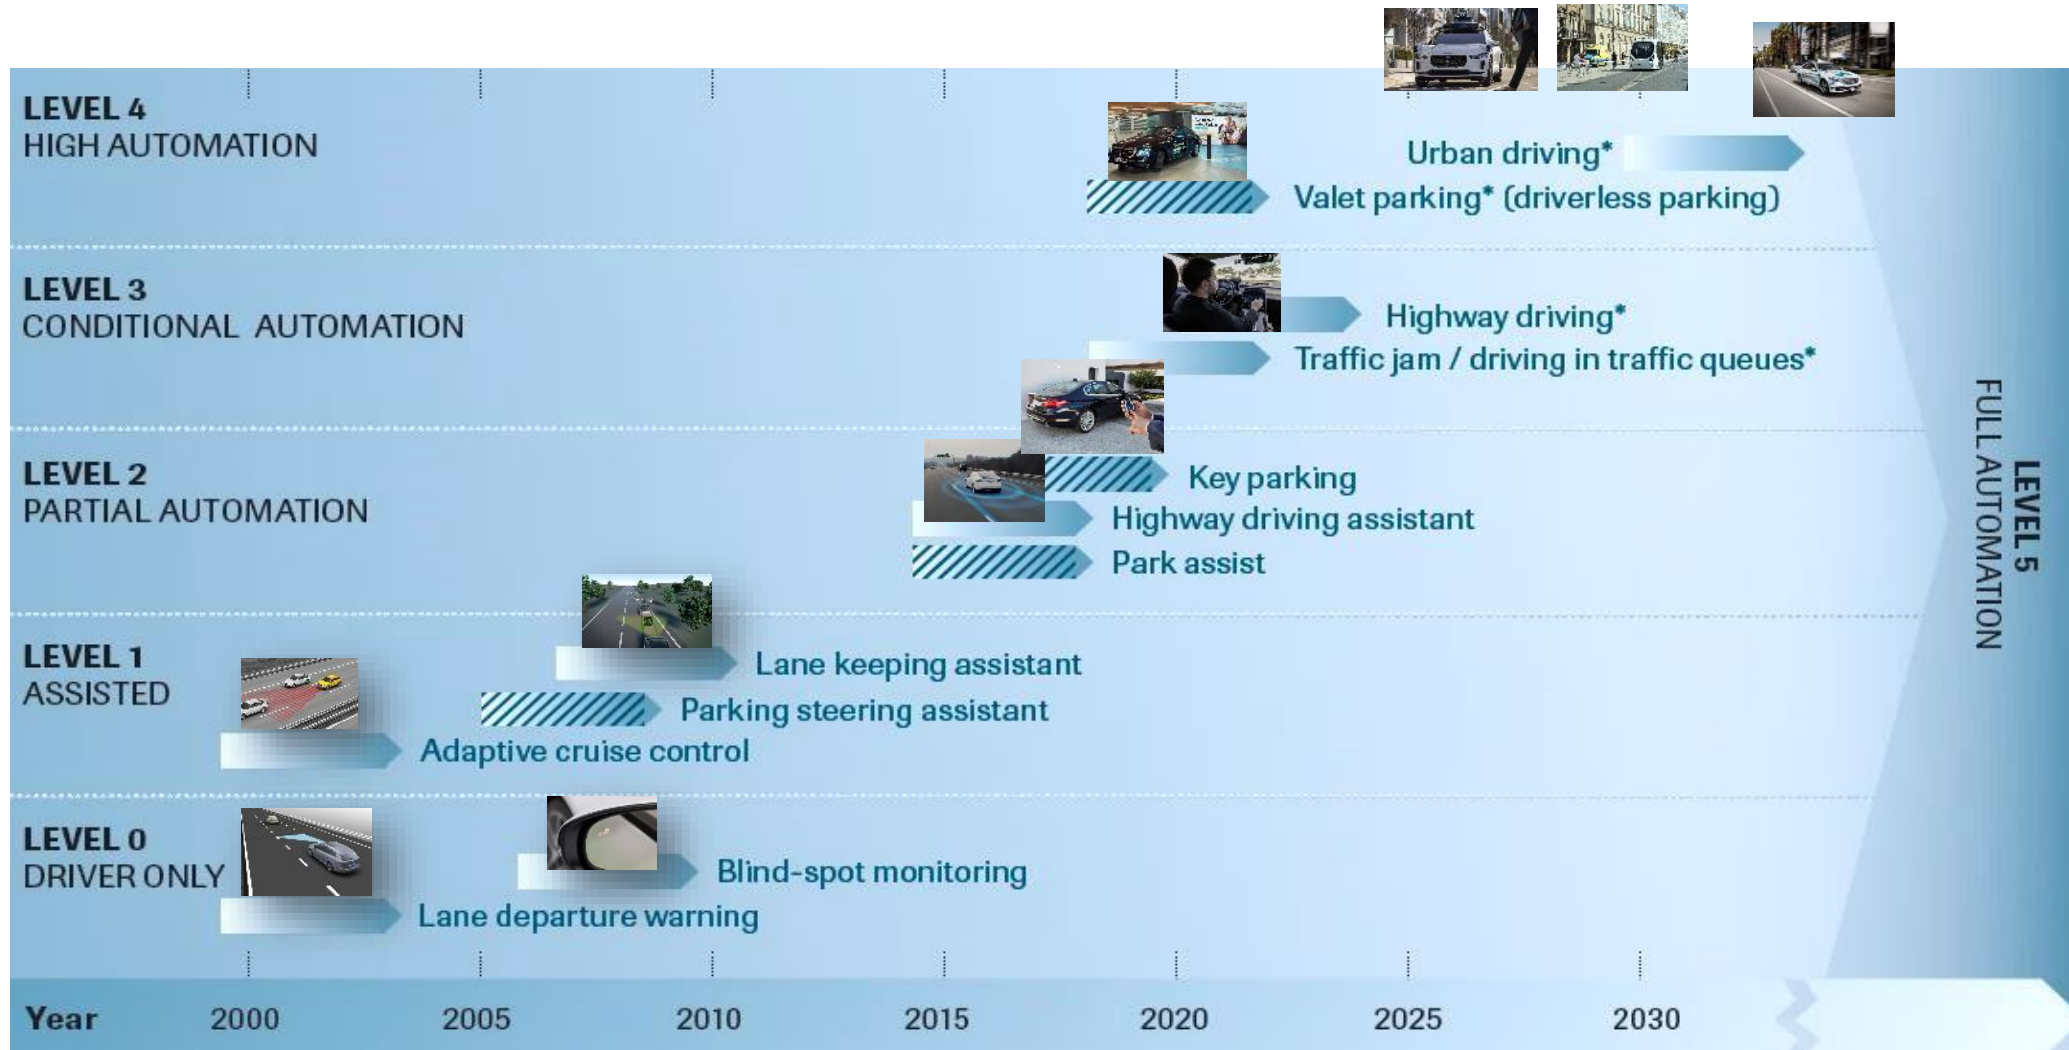 LEVEL 4
HIGH AUTOMATION
Urban driving*
Valet parking* (driverless parking)
LEVEL 3
CONDITIONAL AUTOMATION
Highway driving*
Traffic jam / driving in traffic queues*
LEVEL 2
PARTIAL AUTOMATION
Key parking
Highway driving assistant
Park assist
LEVEL 1
ASSISTED
Lane keeping assistant
Parking steering assistant
Adaptive cruise control
LEVEL 0
DRIVER ONLY
Blind-spot monitoring
Lane departure warning
LEVEL 5
FULL AUTOMATION
Year 2000 2005 2010 2015 2020 2025 2030